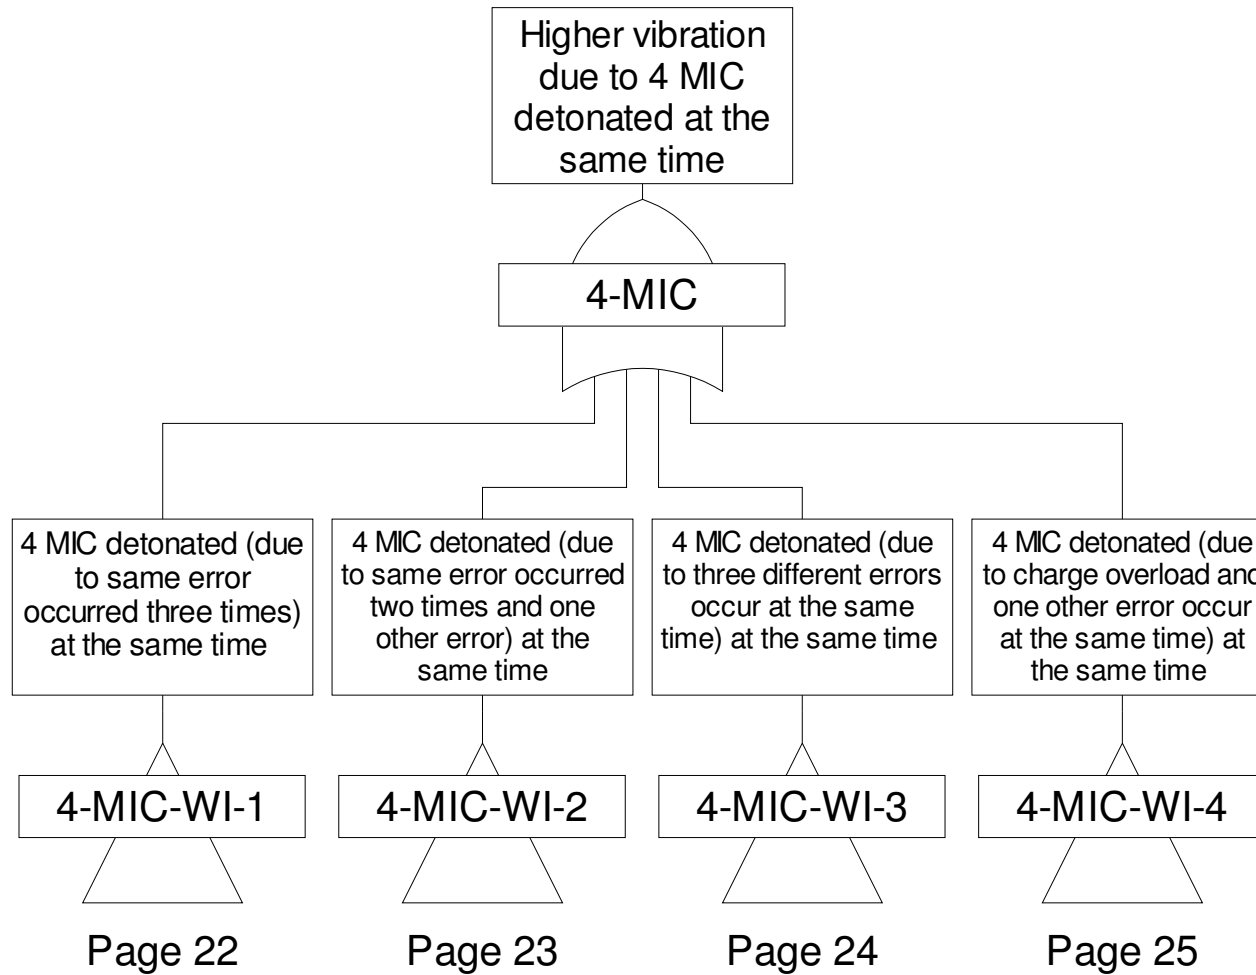 Higher vibration
due to 4 MIC
detonated at the
same time
4-MIC
4 MIC detonated (due
to same error
occurred three times)
at the same time
4 MIC detonated (due
to same error occurred
two times and one
other error) at the
same time
4 MIC detonated (due
to three different errors
occur at the same
time) at the same time
4 MIC detonated (due
to charge overload and
one other error occur
at the same time) at
the same time
4-MIC-WI-1
4-MIC-WI-2
4-MIC-WI-3
4-MIC-WI-4
Page 22
Page 23
Page 24
Page 25